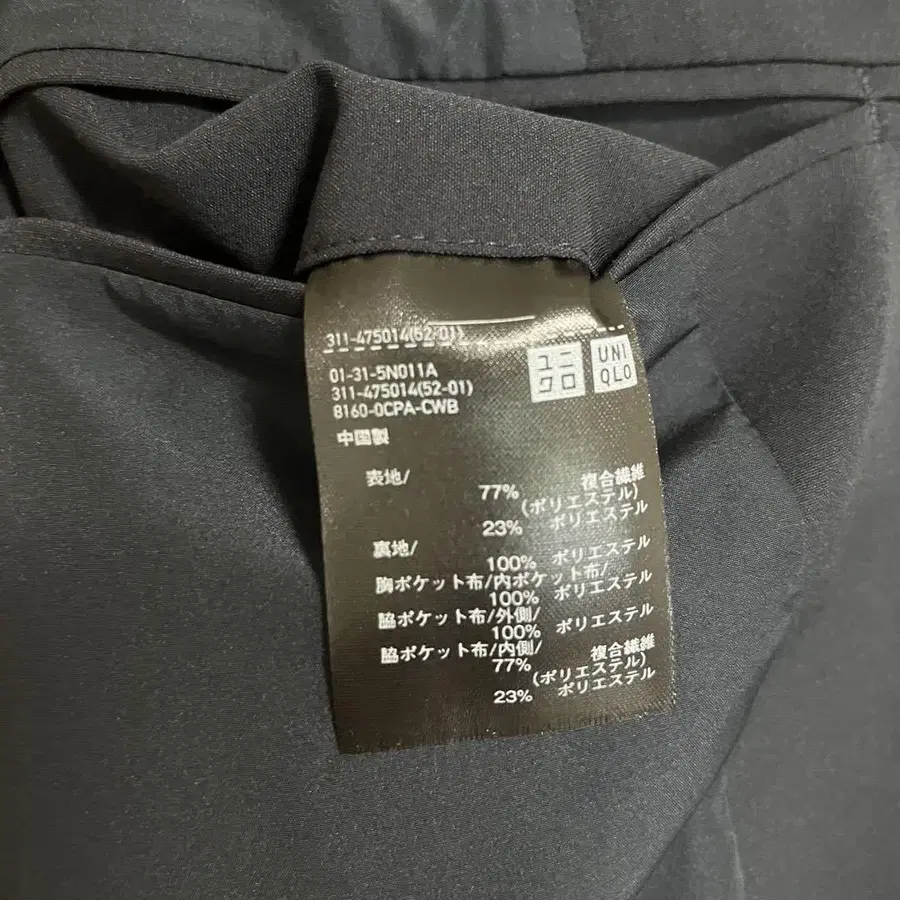 311-475014(52-01)
ユニクロ
UNIQLO
01-31-5N011A
311-475014(52-01)
8160-0CPA-CWB
中国製
表地/
77% 複合繊維
(ポリエステル)
23% ポリエステル
裏地/
100% ポリエステル
胸ポケット布/内ポケット布/
100% ポリエステル
脇ポケット布/外側/
100% ポリエステル
脇ポケット布/内側/
77% 複合繊維
(ポリエステル)
23% ポリエステル